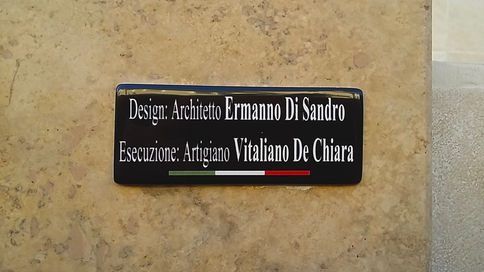 Design: Architetto Ermanno Di Sandro
Esecuzione: Artigiano Vitaliano De Chiara